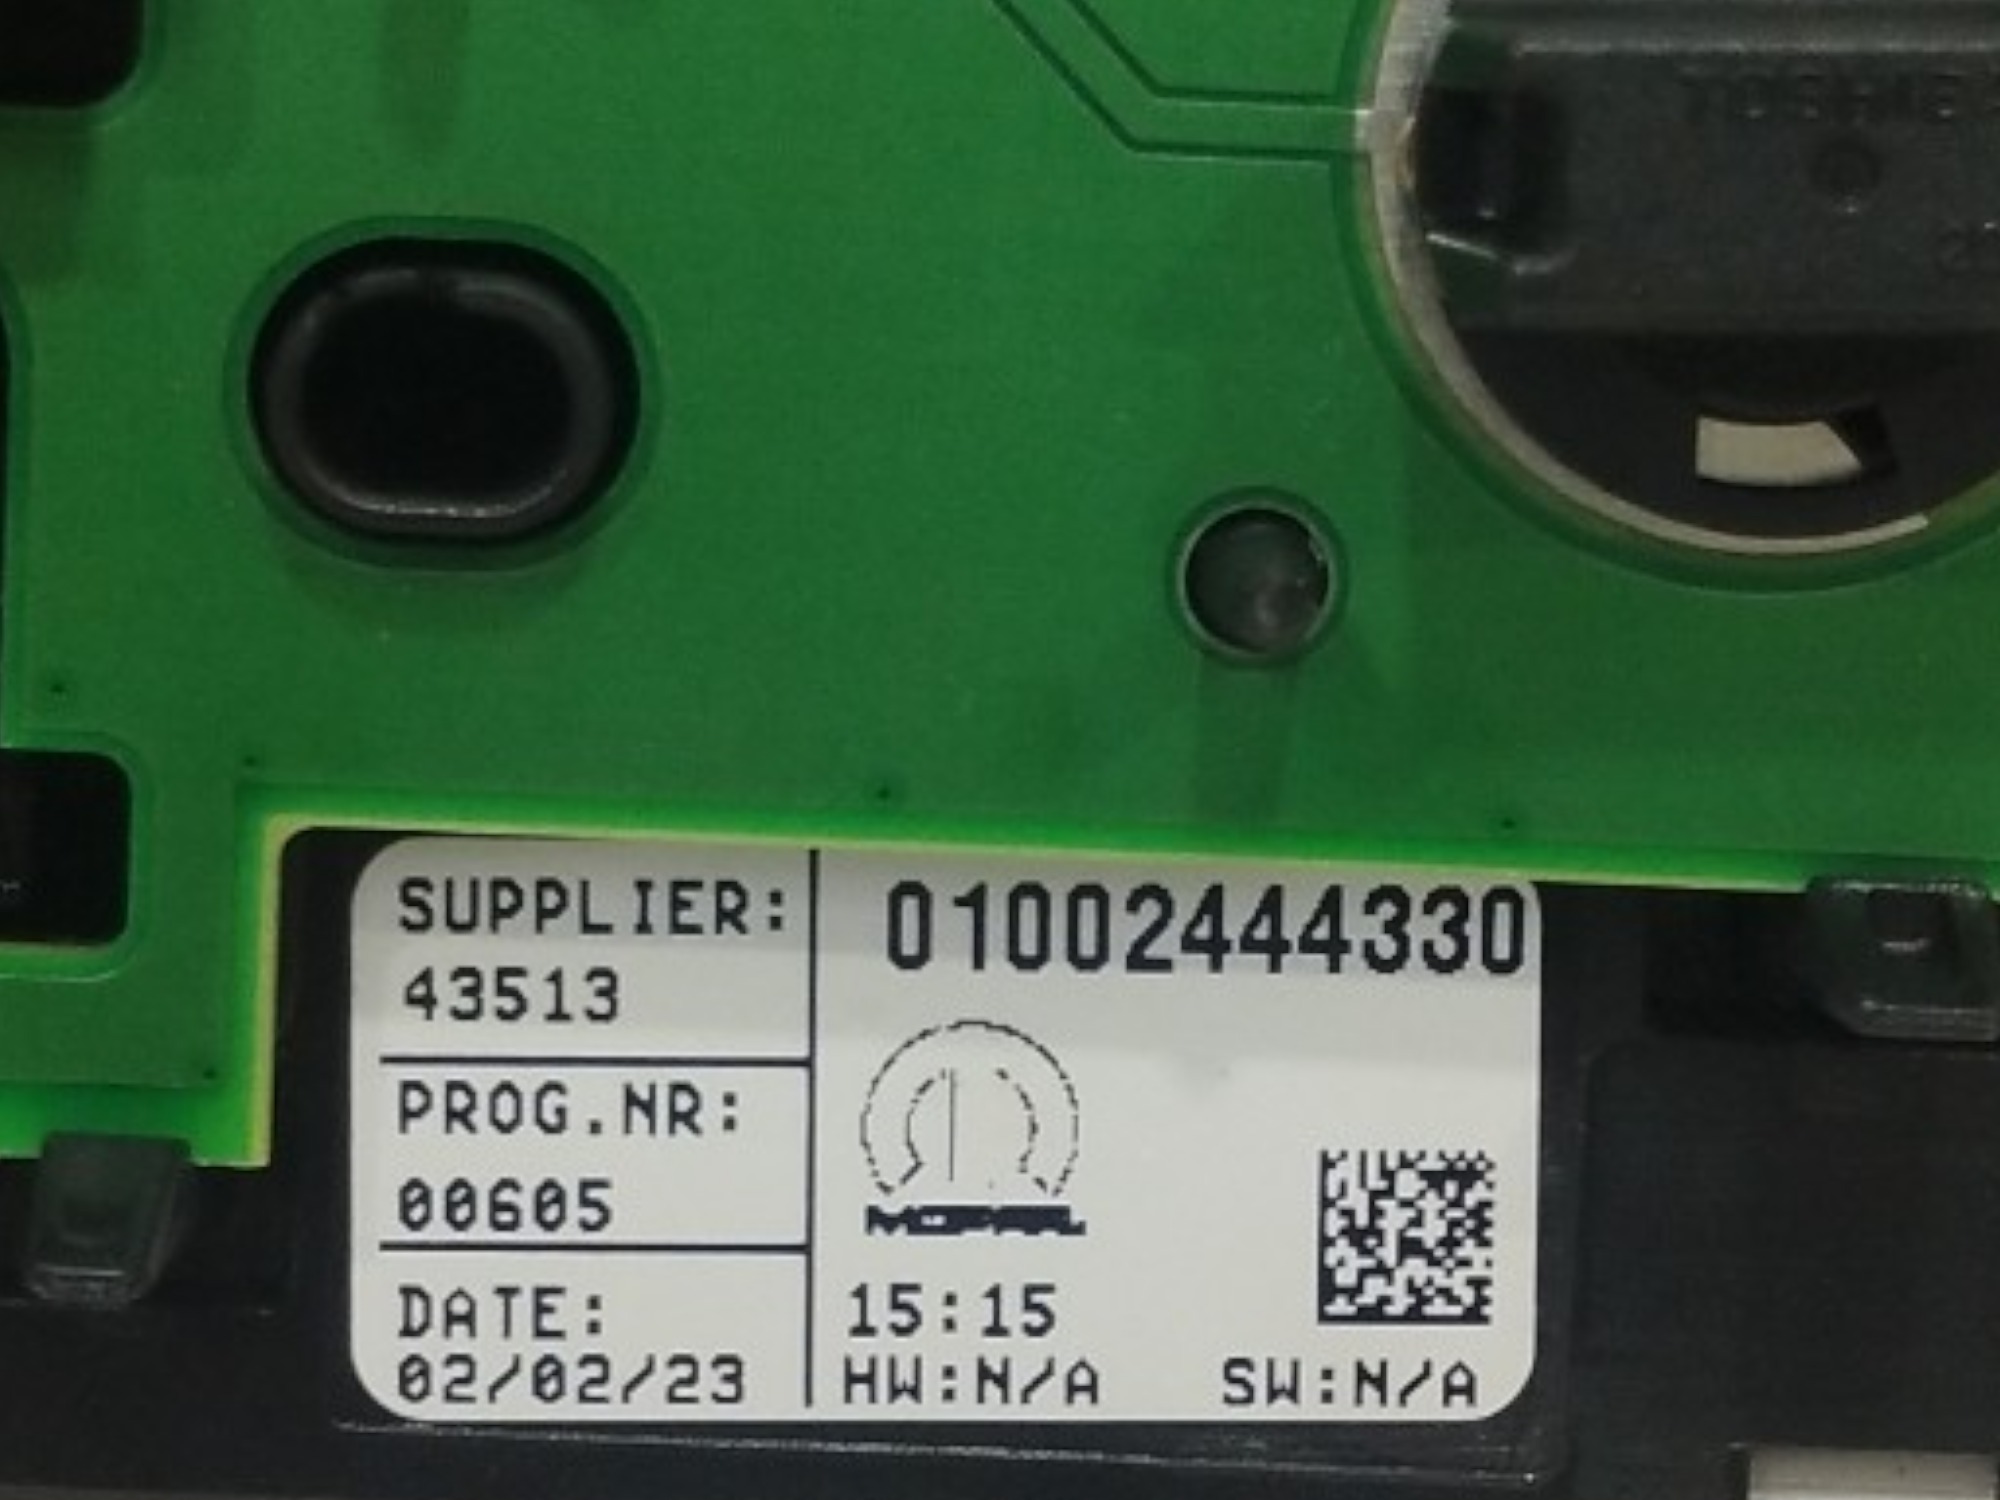 SUPPLIER:
43513
PROG.NR:
00605
DATE:
02/02/23
01002444330
MOPAR
15:15
HW:N/A SW:N/A